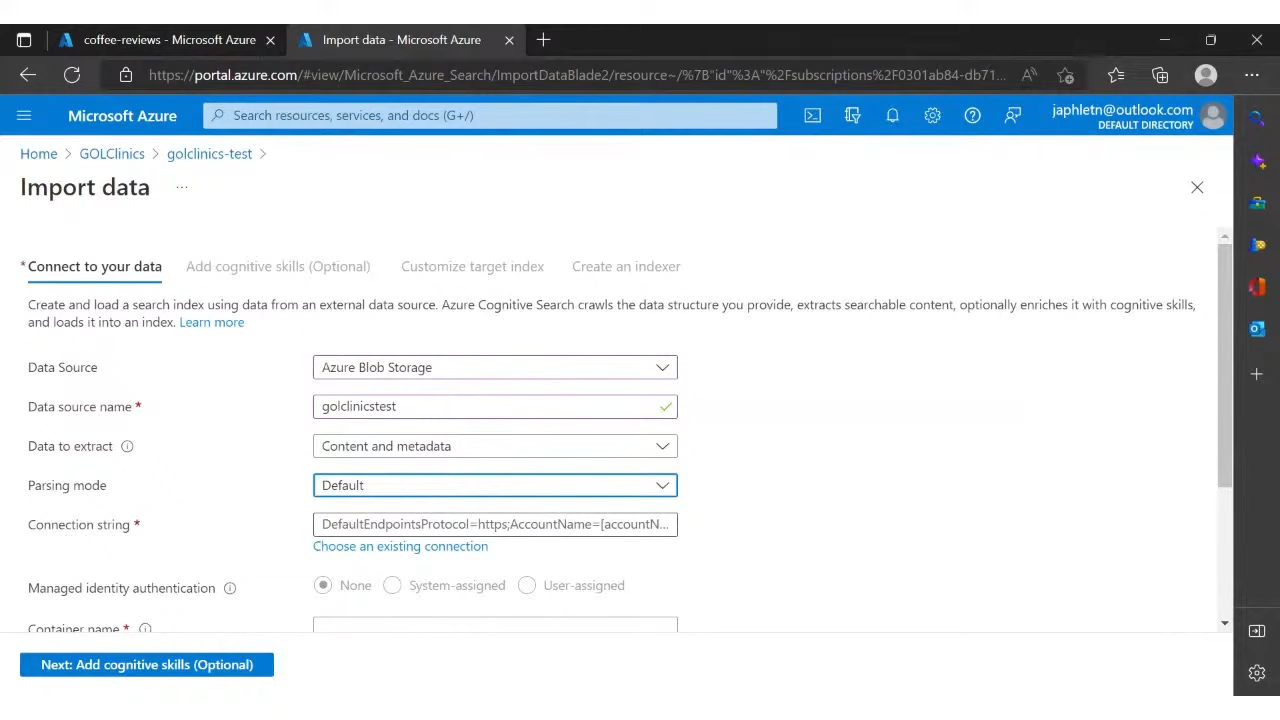 coffee-reviews - Microsoft Azure
Import data - Microsoft Azure
https://portal.azure.com/#view/Microsoft_Azure_Search/ImportDataBlade2/resource~/%7B"id"%3A"%2Fsubscriptions%2F0301ab84-db71...
Microsoft Azure
Search resources, services, and docs (G+/)
japhletn@outlook.com
DEFAULT DIRECTORY
Home > GOLClinics > golclinics-test >
Import data ...
* Connect to your data
Add cognitive skills (Optional)
Customize target index
Create an indexer
Create and load a search index using data from an external data source. Azure Cognitive Search crawls the data structure you provide, extracts searchable content, optionally enriches it with cognitive skills,
and loads it into an index. Learn more
Data Source
Azure Blob Storage
Data source name *
golclinicstest
Data to extract
Content and metadata
Parsing mode
Default
Connection string *
DefaultEndpointsProtocol=https;AccountName=[accountN...
Choose an existing connection
Managed identity authentication
None
System-assigned
User-assigned
Container name *
Next: Add cognitive skills (Optional)